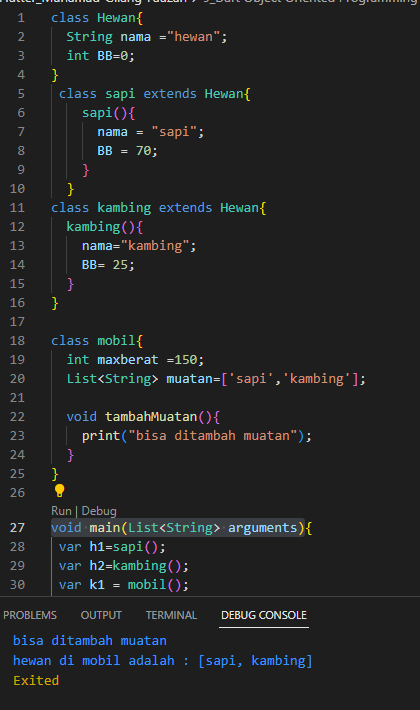 Flutter_Muhamad Gilang Fauzan > 5_Dart Object Oriented Programming
1 class Hewan{
2 String nama ="hewan";
3 int BB=0;
4 }
5 class sapi extends Hewan{
6 sapi(){
7 nama = "sapi";
8 BB = 70;
9 }
10 }
11 class kambing extends Hewan{
12 kambing(){
13 nama="kambing";
14 BB= 25;
15 }
16 }
17
18 class mobil{
19 int maxberat =150;
20 List<String> muatan=['sapi','kambing'];
21
22 void tambahMuatan(){
23 print("bisa ditambah muatan");
24 }
25 }
26
Run | Debug
27 void main(List<String> arguments){
28 var h1=sapi();
29 var h2=kambing();
30 var k1 = mobil();
PROBLEMS OUTPUT TERMINAL DEBUG CONSOLE
bisa ditambah muatan
hewan di mobil adalah : [sapi, kambing]
Exited